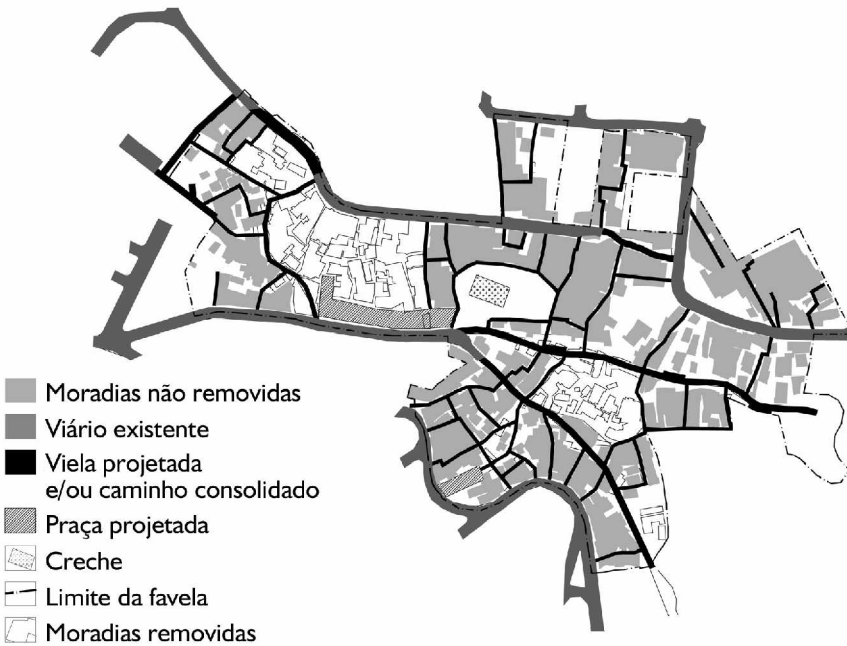 Moradias não removidas
Viário existente
Viela projetada
e/ou caminho consolidado
Praça projetada
Creche
Limite da favela
Moradias removidas